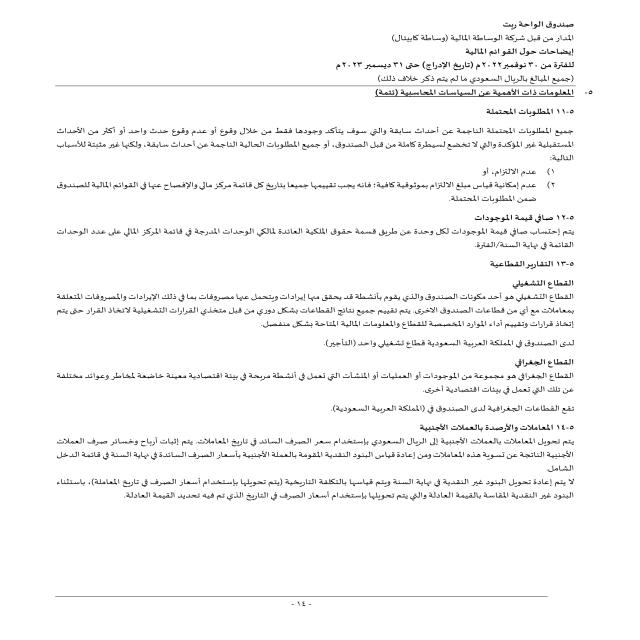 صندوق الواحة ريت
المدار من قبل شركة الوساطة المالية (وساطة كابيتال)
إيضاحات حول القوائم المالية
للفترة من ٣٠ نوفمبر ٢٠٢٢ م (تاريخ الإدراج) حتى ٣١ ديسمبر ٢٠٢٣ م
(جميع المبالغ بالريال السعودي ما لم يتم ذكر خلاف ذلك)
٥- المعلومات ذات الأهمية عن السياسات المحاسبية (تتمة)
٥-١١ المطلوبات المحتملة
جميع المطلوبات المحتملة الناجمة عن أحداث سابقة والتي سوف يتأكد وجودها فقط من خلال وقوع أو عدم وقوع حدث واحد أو أكثر من الأحداث
المستقبلية غير المؤكدة والتي لا تخضع لسيطرة كاملة من قبل الصندوق، أو جميع المطلوبات الحالية الناجمة عن أحداث سابقة، ولكنها غير مثبتة للأسباب
التالية:
١) عدم الالتزام، أو
٢) عدم إمكانية قياس مبلغ الالتزام بموثوقية كافية؛ فانه يجب تقييمها جميعا بتاريخ كل قائمة مركز مالي والإفصاح عنها في القوائم المالية للصندوق
ضمن المطلوبات المحتملة.
٥-١٢ صافي قيمة الموجودات
يتم إحتساب صافي قيمة الموجودات لكل وحدة عن طريق قسمة حقوق الملكية العائدة لمالكي الوحدات المدرجة في قائمة المركز المالي على عدد الوحدات
القائمة في نهاية السنة/الفترة.
٥-١٣ التقارير القطاعية
القطاع التشغيلي
القطاع التشغيلي هو أحد مكونات الصندوق والذي يقوم بأنشطة قد يحقق منها إيرادات ويتحمل عنها مصروفات بما في ذلك الإيرادات والمصروفات المتعلقة
بمعاملات مع أي من قطاعات الصندوق الاخرى. يتم تقييم جميع نتائج القطاعات بشكل دوري من قبل متخذي القرارات التشغيلية لاتخاذ القرار حتى يتم
إتخاذ قرارات وتقييم أداء الموارد المخصصة للقطاع والمعلومات المالية المتاحة بشكل منفصل.
لدى الصندوق في المملكة العربية السعودية قطاع تشغيلي واحد (التأجير).
القطاع الجغرافي
القطاع الجغرافي هو مجموعة من الموجودات أو العمليات أو المنشآت التي تعمل في أنشطة مربحة في بيئة اقتصادية معينة خاضعة لمخاطر وعوائد مختلفة
عن تلك التي تعمل في بيئات اقتصادية أخرى.
تقع القطاعات الجغرافية لدى الصندوق في (المملكة العربية السعودية).
٥-١٤ المعاملات والأرصدة بالعملات الأجنبية
يتم تحويل المعاملات بالعملات الأجنبية إلى الريال السعودي بإستخدام سعر الصرف السائد في تاريخ المعاملات. يتم إثبات أرباح وخسائر صرف العملات
الأجنبية الناتجة عن تسوية هذه المعاملات ومن إعادة قياس البنود النقدية المقومة بالعملة الأجنبية بأسعار الصرف السائدة في نهاية السنة في قائمة الدخل
الشامل.
لا يتم إعادة تحويل البنود غير النقدية في نهاية السنة ويتم قياسها بالتكلفة التاريخية (يتم تحويلها بإستخدام أسعار الصرف في تاريخ المعاملة)، باستثناء
البنود غير النقدية المقاسة بالقيمة العادلة والتي يتم تحويلها بإستخدام أسعار الصرف في التاريخ الذي تم فيه تحديد القيمة العادلة.
- ١٤ -